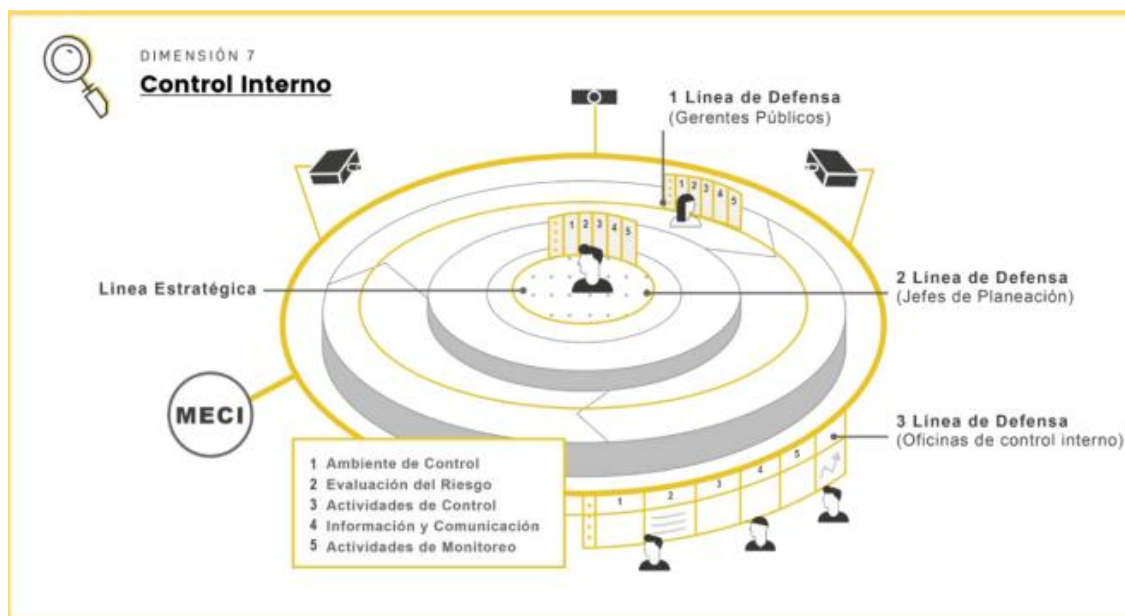 DIMENSIÓN 7
Control Interno
1 Linea de Defensa
(Gerentes Públicos)
1 2 3 4 5
1 2 3 4 5
Linea Estratégica
2 Línea de Defensa
(Jefes de Planeación)
MECI
3 Línea de Defensa
(Oficinas de control interno)
1 Ambiente de Control
2 Evaluación del Riesgo
3 Actividades de Control
4 Información y Comunicación
5 Actividades de Monitoreo
1 2 3 4 5